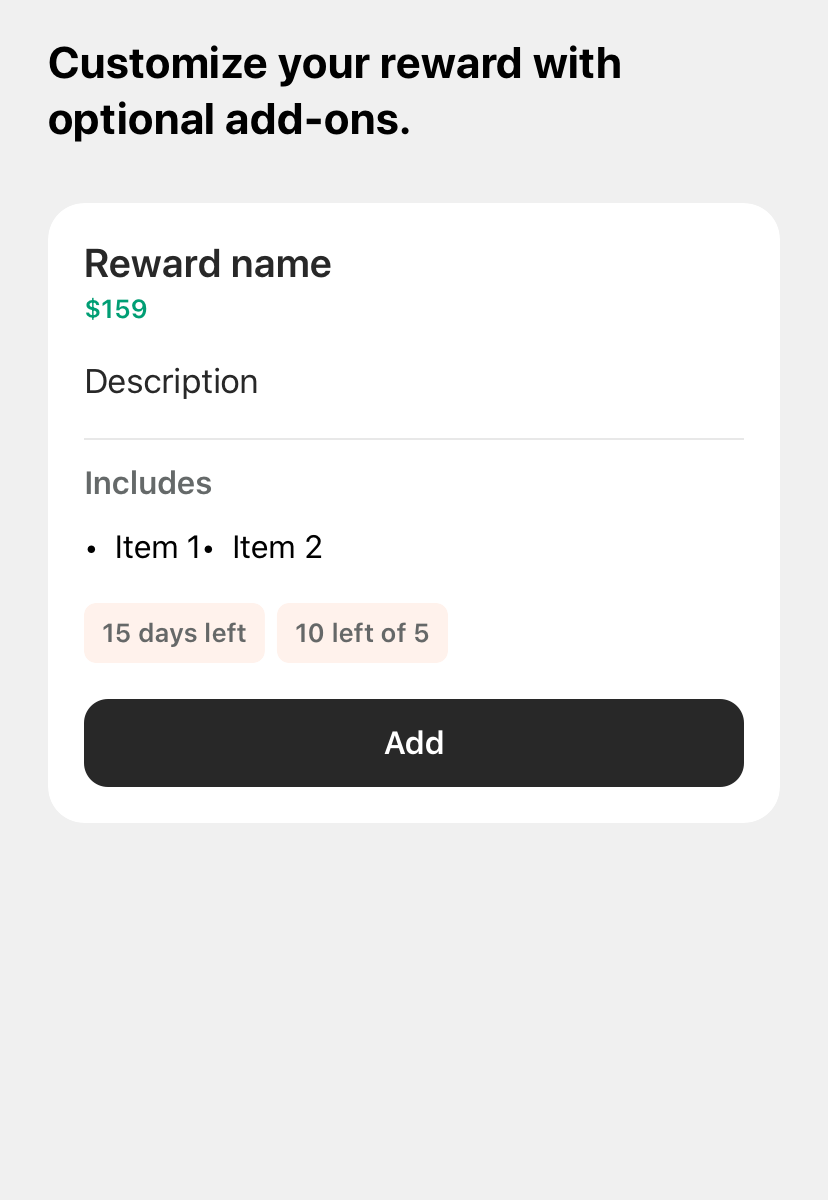 Customize your reward with
optional add-ons.
Reward name
$159
Description
Includes
• Item 1• Item 2
15 days left 10 left of 5
Add